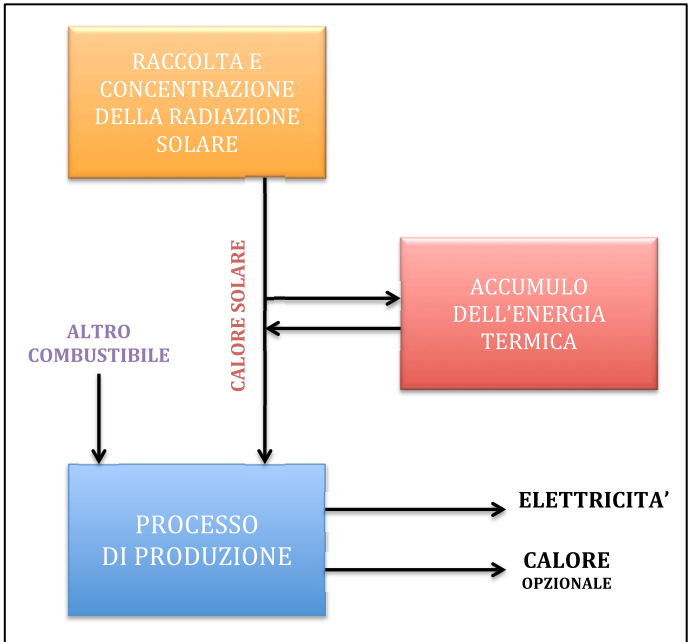 RACCOLTA E
CONCENTRAZIONE
DELLA RADIAZIONE
SOLARE
CALORE SOLARE
ACCUMULO
DELL’ENERGIA
TERMICA
ALTRO
COMBUSTIBILE
PROCESSO
DI PRODUZIONE
ELETTRICITA’
CALORE
OPZIONALE